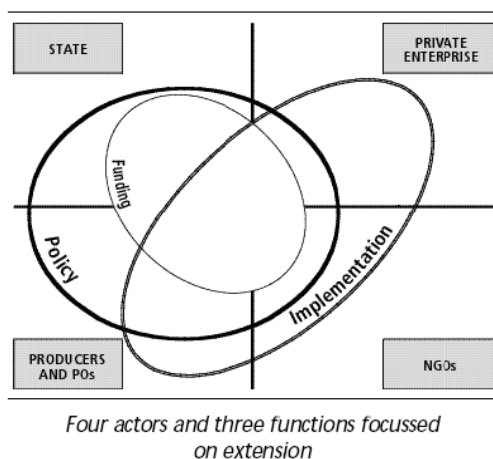 STATE
PRIVATE
ENTERPRISE
Funding
Policy
Implementation
PRODUCERS
AND POs
NGOs
Four actors and three functions focussed
on extension